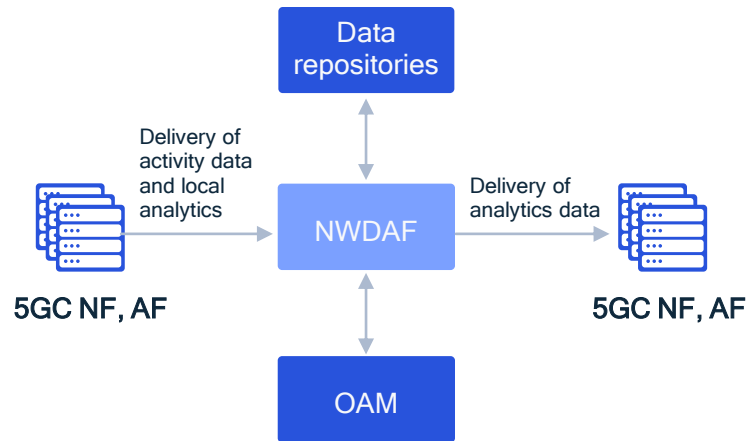 Data
repositories
Delivery of
activity data
and local
analytics
NWDAF
Delivery of
analytics data
5GC NF, AF
5GC NF, AF
OAM